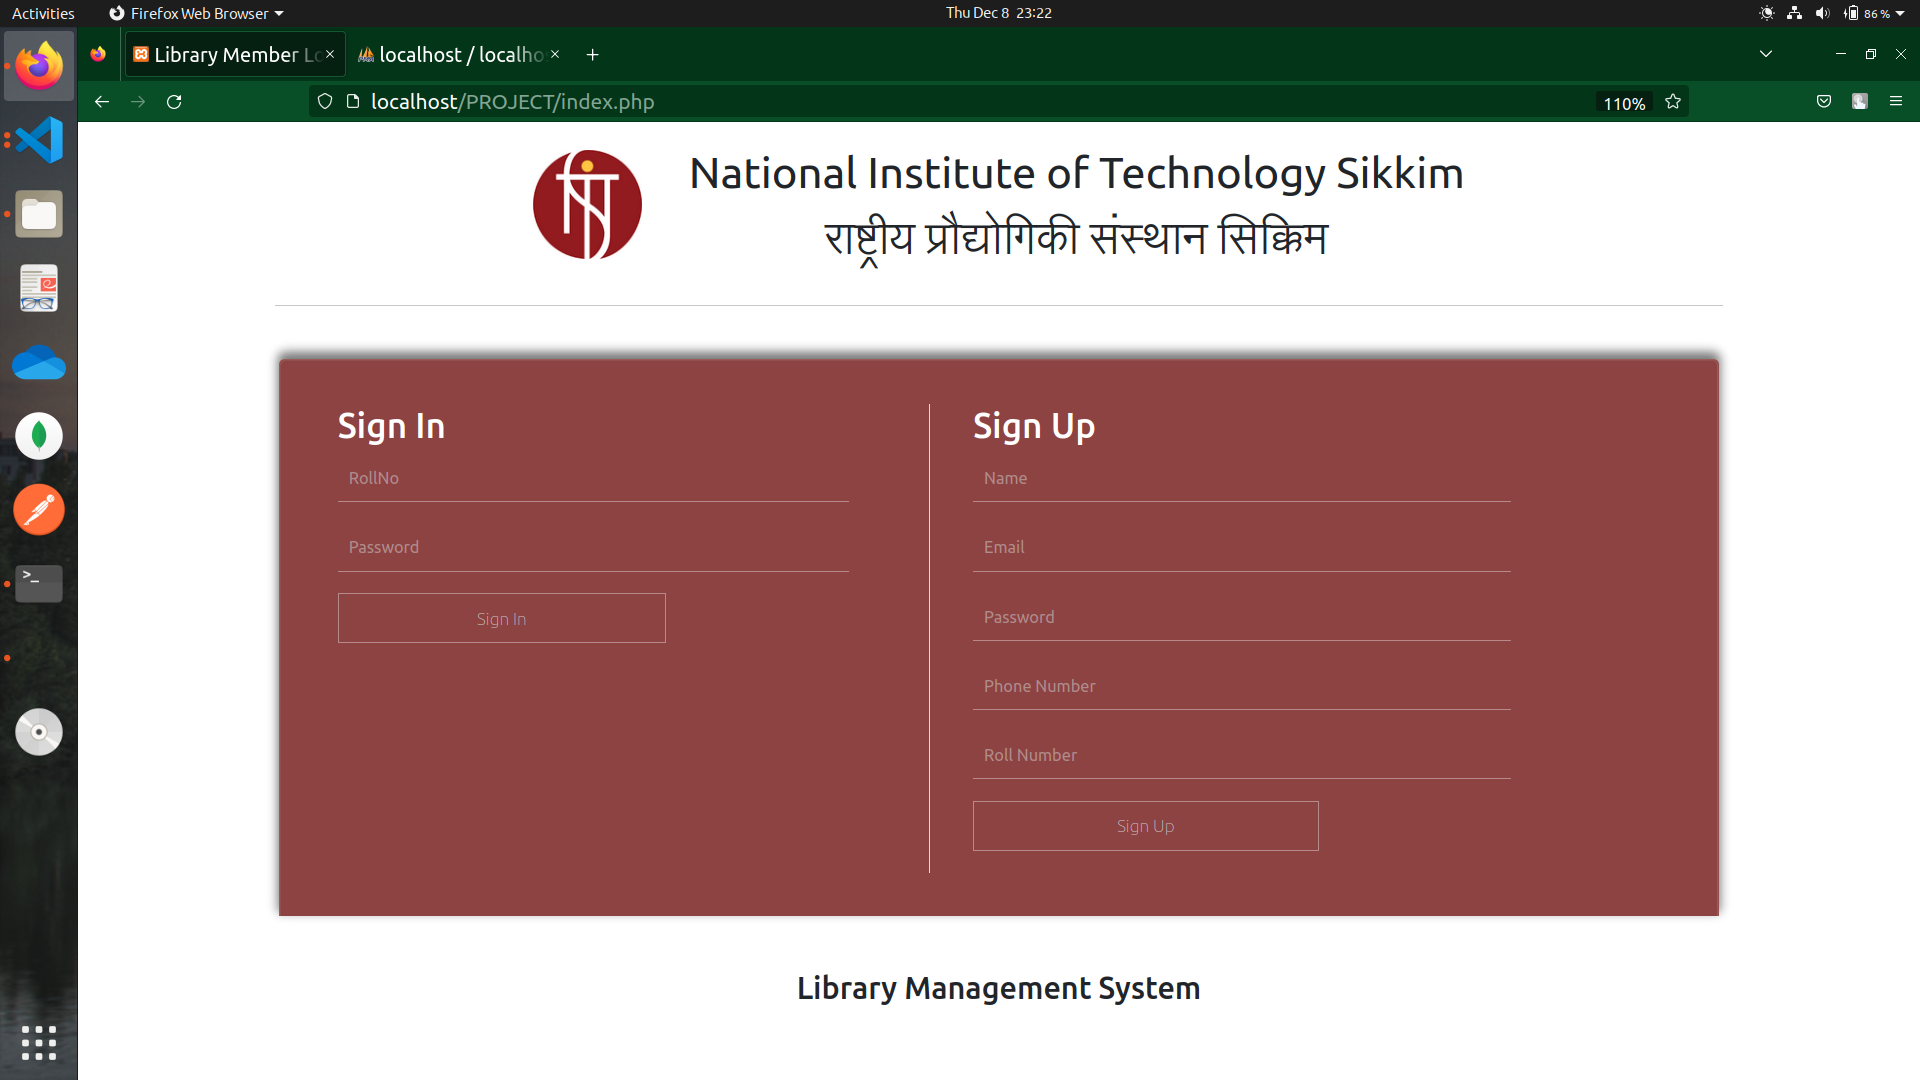 Activities
Firefox Web Browser
Thu Dec 8 23:22
86 %
Library Member Lo
localhost / localho
localhost/PROJECT/index.php
110%
National Institute of Technology Sikkim
राष्ट्रीय प्रौद्योगिकी संस्थान सिक्किम
Sign In
RollNo
Password
Sign In
Sign Up
Name
Email
Password
Phone Number
Roll Number
Sign Up
Library Management System